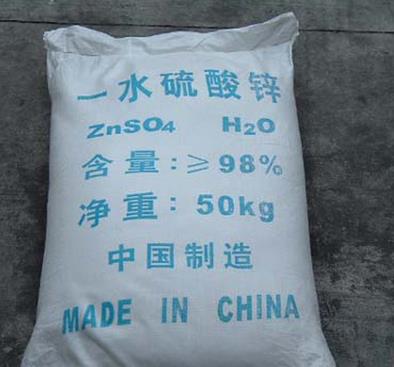 一水硫酸锌
ZnSO4 H2O
含量:≥98%
净重:50kg
中国制造
MADE IN CHINA